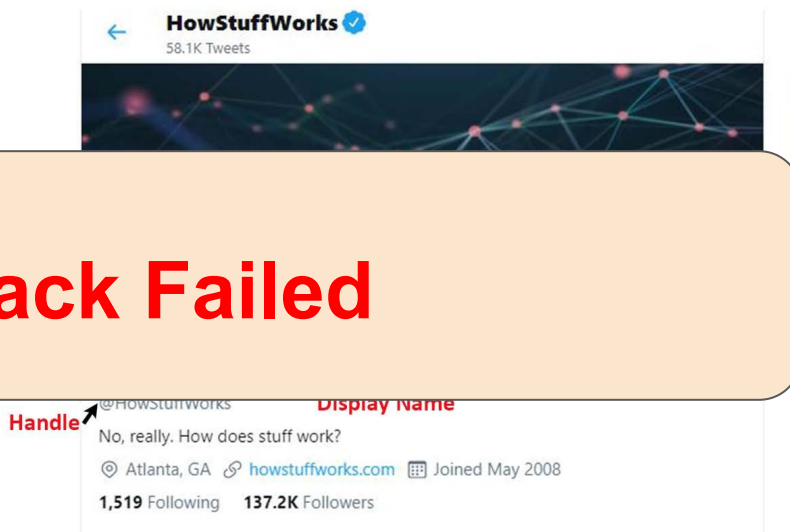 HowStuffWorks
58.1K Tweets
ack Failed
@HowStuffWorks
Display Name
Handle
No, really. How does stuff work?
Atlanta, GA howstuffworks.com Joined May 2008
1,519 Following 137.2K Followers